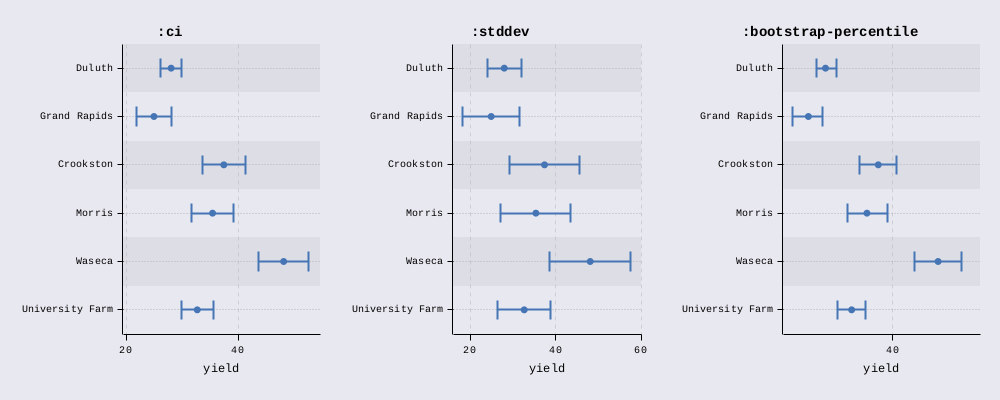 :ci
Duluth
Grand Rapids
Crookston
Morris
Waseca
University Farm
20 40
yield
:stddev
Duluth
Grand Rapids
Crookston
Morris
Waseca
University Farm
20 40 60
yield
:bootstrap-percentile
Duluth
Grand Rapids
Crookston
Morris
Waseca
University Farm
40
yield